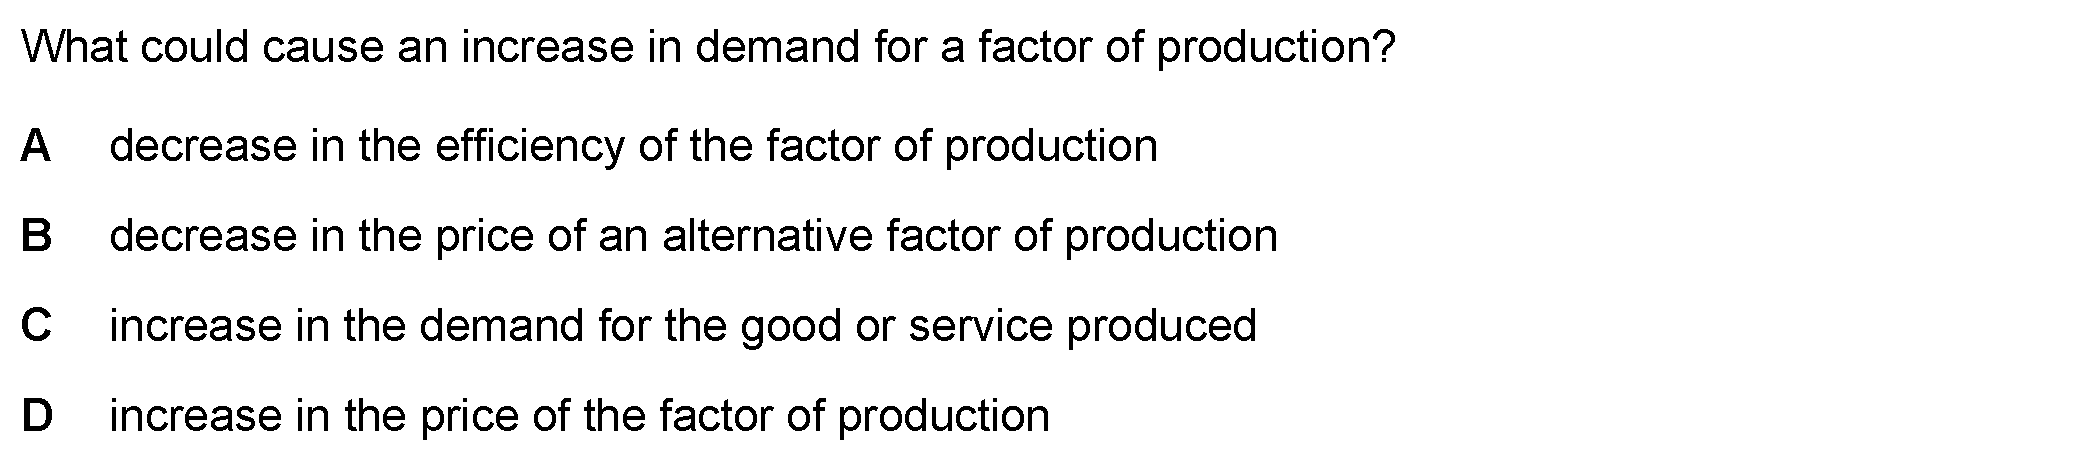 What could cause an increase in demand for a factor of production?
A decrease in the efficiency of the factor of production
B decrease in the price of an alternative factor of production
C increase in the demand for the good or service produced
D increase in the price of the factor of production